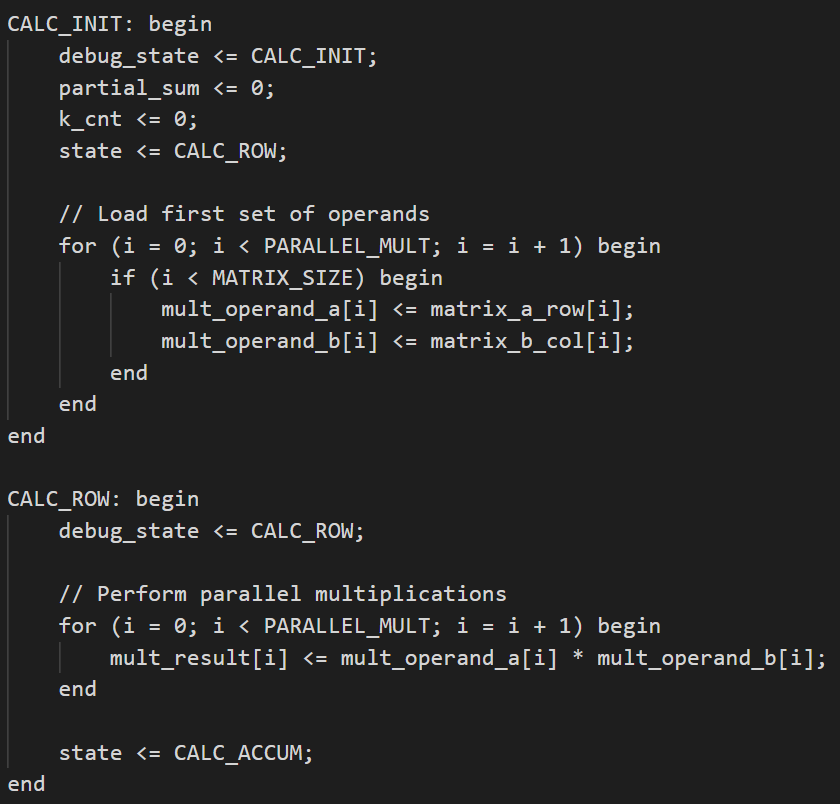 CALC_INIT: begin
    debug_state <= CALC_INIT;
    partial_sum <= 0;
    k_cnt <= 0;
    state <= CALC_ROW;

    // Load first set of operands
    for (i = 0; i < PARALLEL_MULT; i = i + 1) begin
        if (i < MATRIX_SIZE) begin
            mult_operand_a[i] <= matrix_a_row[i];
            mult_operand_b[i] <= matrix_b_col[i];
        end
    end
end

CALC_ROW: begin
    debug_state <= CALC_ROW;

    // Perform parallel multiplications
    for (i = 0; i < PARALLEL_MULT; i = i + 1) begin
        mult_result[i] <= mult_operand_a[i] * mult_operand_b[i];
    end

    state <= CALC_ACCUM;
end